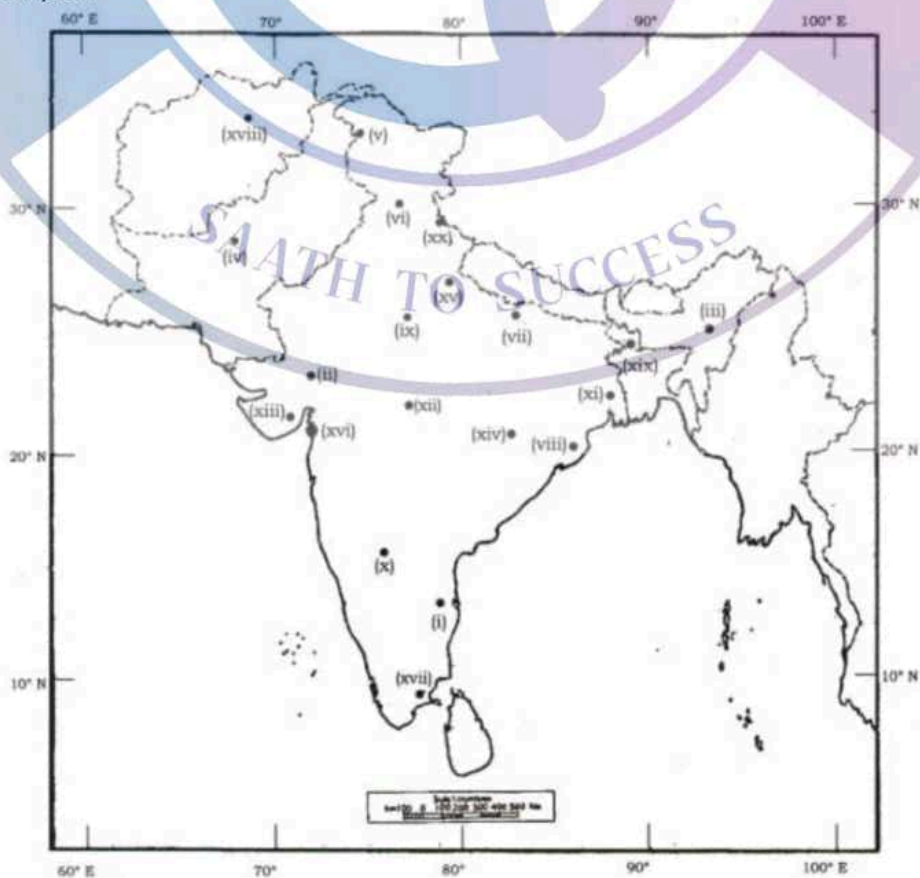 60° E 70° 80° 90° 100° E
(xviii)
(v)
30° N
(vi)
30° N
(xx)
(iv)
SAATH TO SUCCESS
(xv)
(iii)
(ix)
(vii)
(xix)
(ii)
(xi)
(xiii)
(xii)
(xvi)
(xiv)
(viii)
20° N
20° N
(x)
(i)
(xvii)
10° N
10° N
60° E 70° 80° 90° 100° E